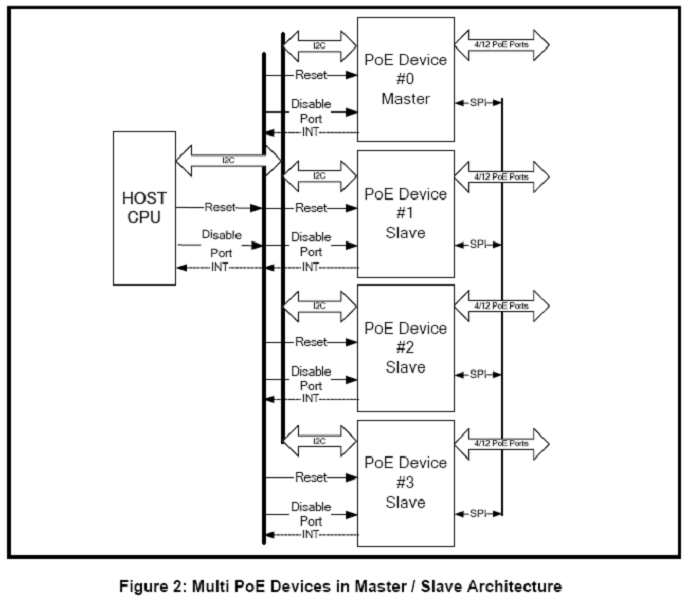 I2C
PoE Device
#0
Master
4/12 PoE Ports
Reset
Disable
Port
INT
SPI
HOST
CPU
I2C
Reset
Disable
Port
INT
I2C
PoE Device
#1
Slave
4/12 PoE Ports
Reset
Disable
Port
INT
SPI
I2C
PoE Device
#2
Slave
4/12 PoE Ports
Reset
Disable
Port
INT
SPI
I2C
PoE Device
#3
Slave
4/12 PoE Ports
Reset
Disable
Port
INT
SPI
Figure 2: Multi PoE Devices in Master / Slave Architecture